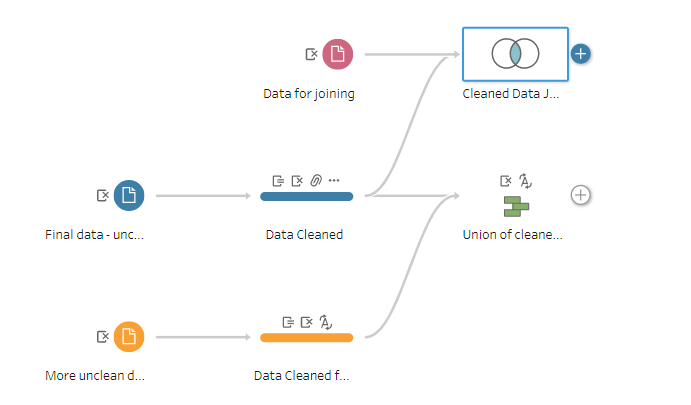 Data for joining
Cleaned Data J...
Final data - unc...
Data Cleaned
Union of cleane...
More unclean d...
Data Cleaned f...